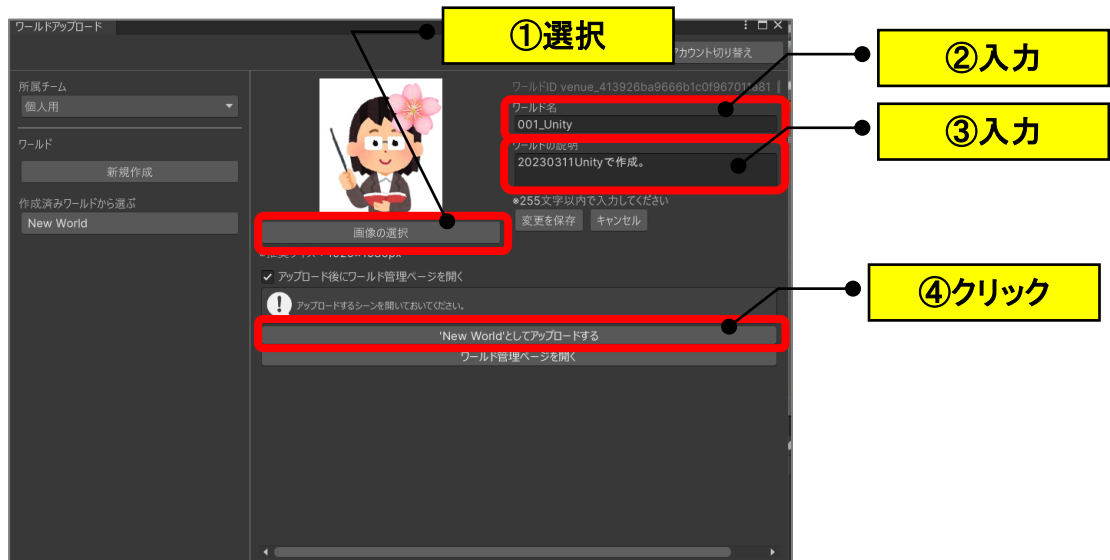 ワールドアップロード
①選択
アカウント切り替え
②入力
所属チーム
個人用
ワールド
新規作成
作成済みワールドから選ぶ
New World
画像の選択
ワールドID venue_413926ba9666b1c0f96701
ワールド名
001_Unity
ワールドの説明
20230311Unityで作成。
③入力
※255文字以内で入力してください
変更を保存
キャンセル
アップロード後にワールド管理ページを開く
アップロードするシーンを開いておいてください。
④クリック
'New World'としてアップロードする
ワールド管理ページを開く